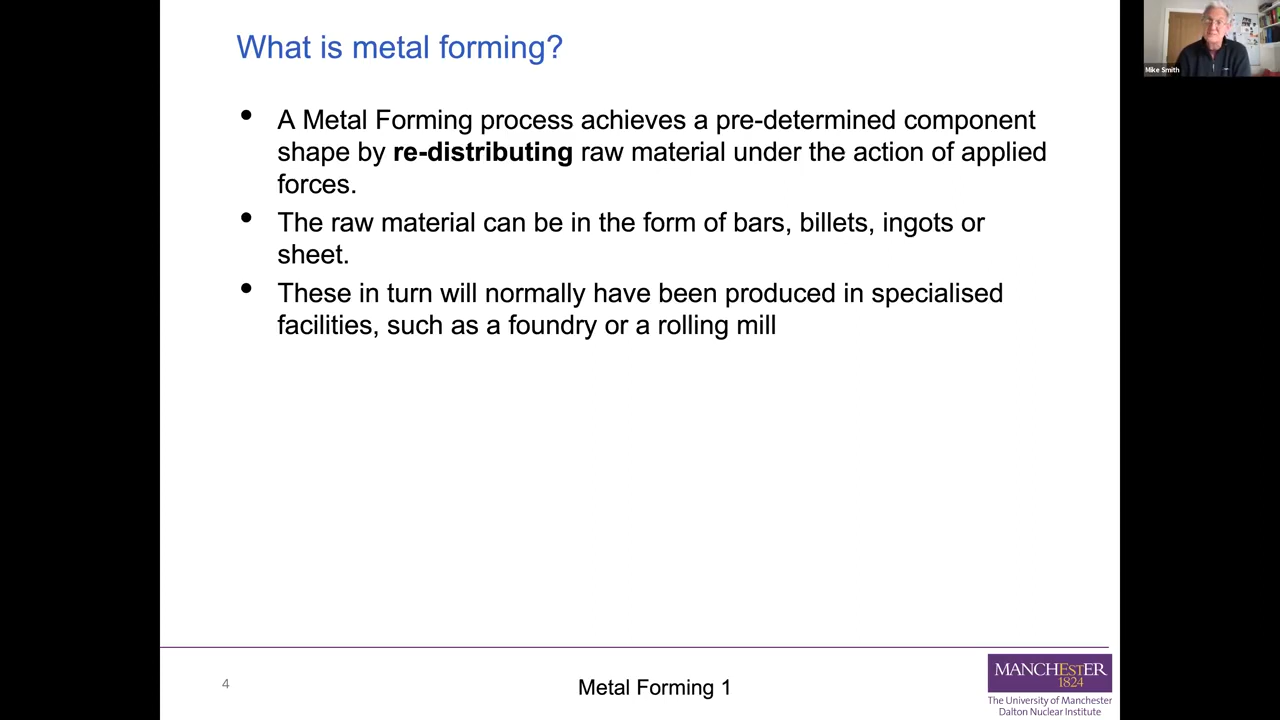 What is metal forming?
• A Metal Forming process achieves a pre-determined component
shape by re-distributing raw material under the action of applied
forces.
• The raw material can be in the form of bars, billets, ingots or
sheet.
• These in turn will normally have been produced in specialised
facilities, such as a foundry or a rolling mill
Mike Smith
4
Metal Forming 1
MANCHESTER
1824
The University of Manchester
Dalton Nuclear Institute